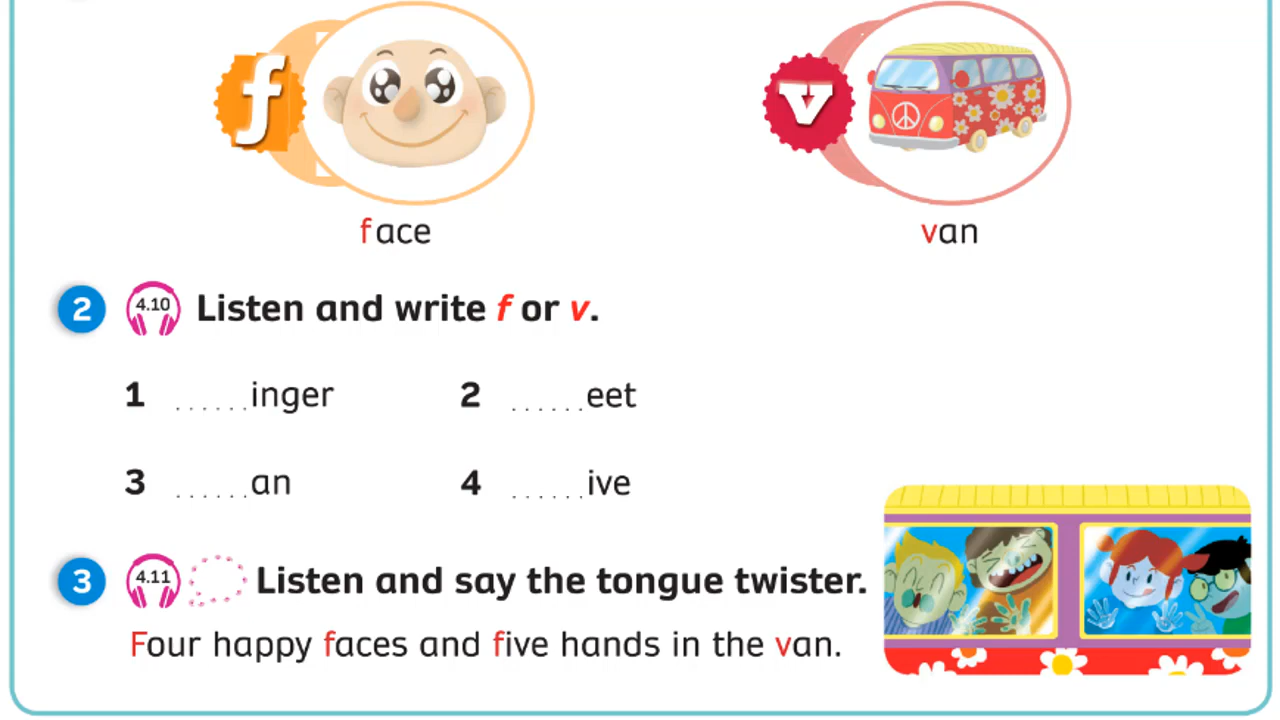 f
v
face
van
2 4.10 Listen and write f or v.
1 ......inger 2 ......eet
3 ......an 4 ......ive
3 4.11 Listen and say the tongue twister.
Four happy faces and five hands in the van.